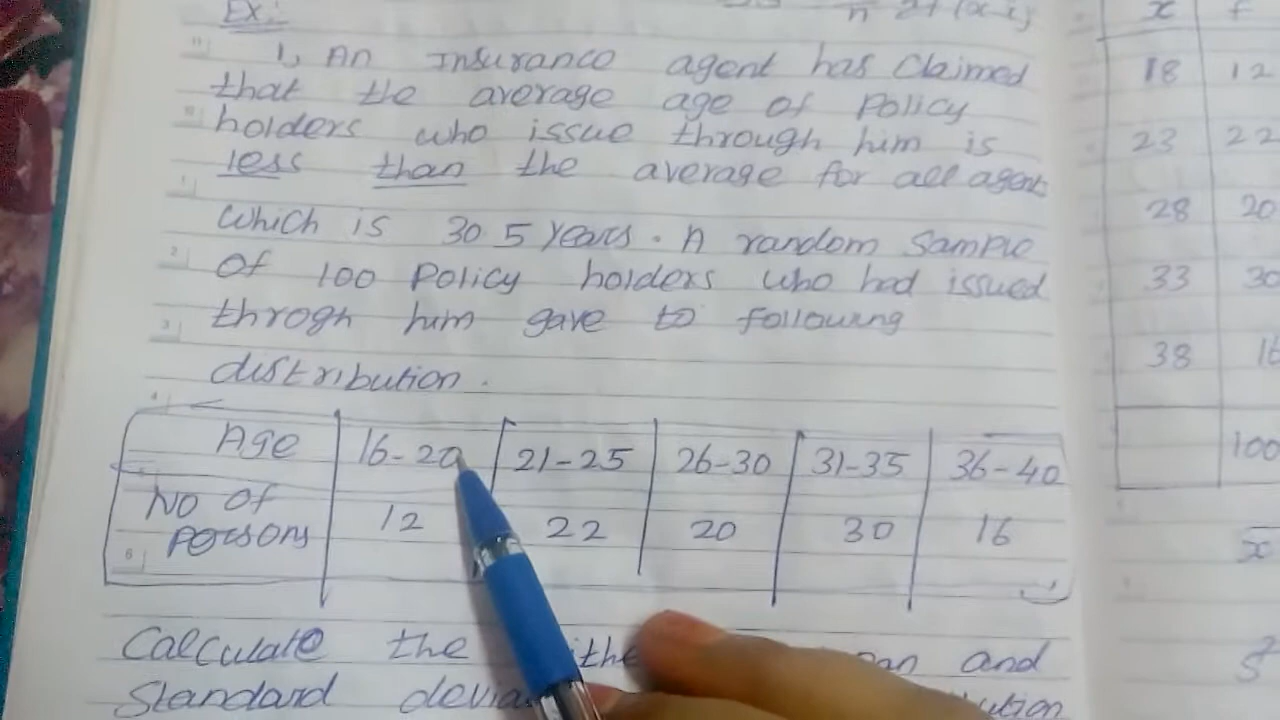 Ex:
n Σf(x-x̄)
1, An Insurance agent has claimed
that the average age of Policy
holders who issue through him is
less than the average for all agents
which is 30 5 years. A random sample
of 100 Policy holders who had issued
throgh him gave to following
distribution.
Age 16-20 21-25 26-30 31-35 36-40
No of
Persons 12 22 20 30 16
Calculate the and
Standard
x f
18 12
23 22
28 20
33 30
38 16
100
x̄
S²